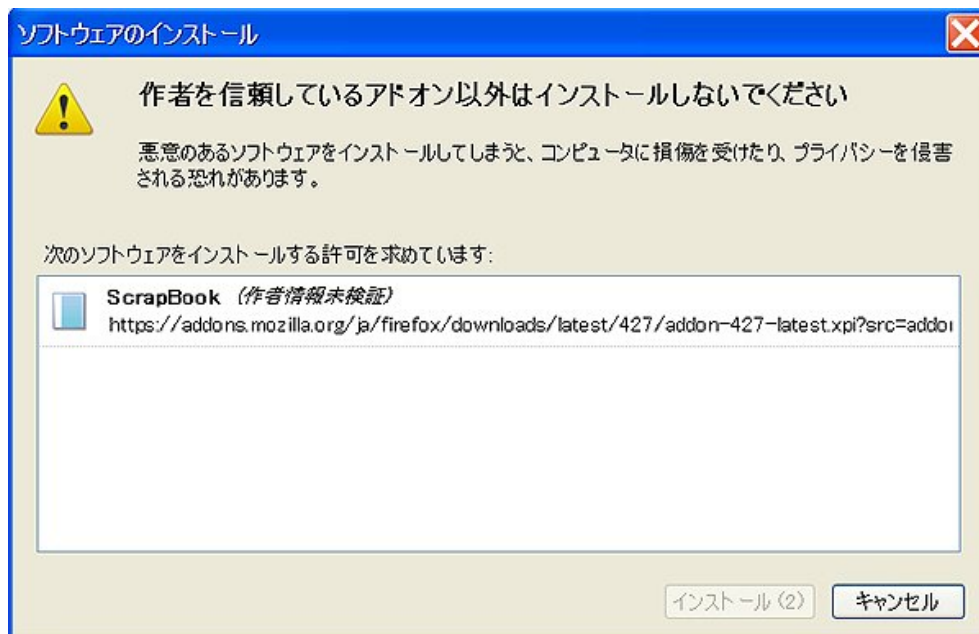 ソフトウェアのインストール
作者を信頼しているアドオン以外はインストールしないでください
悪意のあるソフトウェアをインストールしてしまうと、コンピュータに損傷を受けたり、プライバシーを侵害
される恐れがあります。
次のソフトウェアをインストールする許可を求めています:
ScrapBook (作者情報未検証)
https://addons.mozilla.org/ja/firefox/downloads/latest/427/addon-427-latest.xpi?src=addo
インストール (2)
キャンセル